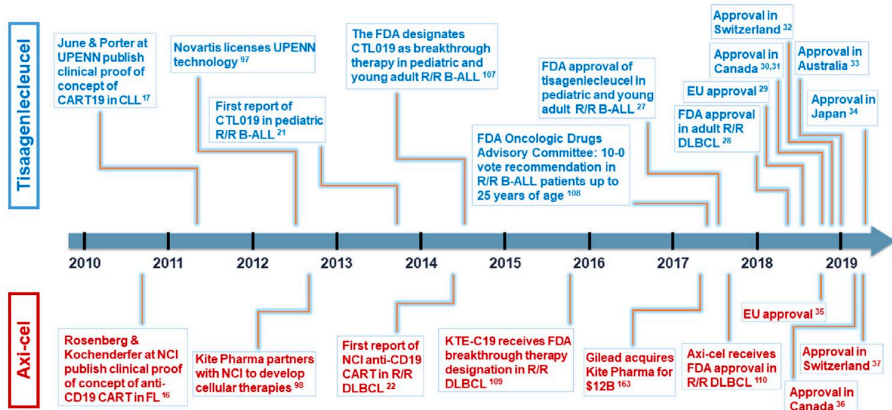 Tisaagenlecleucel
June & Porter at
UPENN publish
clinical proof of
concept of
CART19 in CLL 17
Novartis licenses UPENN
technology 97
First report of
CTL019 in pediatric
R/R B-ALL 21
The FDA designates
CTL019 as breakthrough
therapy in pediatric and
young adult R/R B-ALL 107
FDA Oncologic Drugs
Advisory Committee: 10-0
vote recommendation in
R/R B-ALL patients up to
25 years of age 108
FDA approval of
tisagenlecleucel in
pediatric and young
adult R/R B-ALL 27
FDA approval
in adult R/R
DLBCL
28
EU approval 29
Approval in
Canada 30,31
Approval in
Switzerland 32
Approval in
Australia 33
Approval in
Japan 34
2010 2011 2012 2013 2014 2015 2016 2017 2018 2019
Axi-cel
Rosenberg &
Kochenderfer at NCI
publish clinical proof
of concept of anti-
CD19 CART in FL 16
Kite Pharma partners
with NCI to develop
cellular therapies 98
First report of
NCI anti-CD19
CART in R/R
DLBCL 22
KTE-C19 receives FDA
breakthrough therapy
designation in R/R
DLBCL 109
Gilead acquires
Kite Pharma for
$12B 163
Axi-cel receives
FDA approval in
R/R DLBCL 110
EU approval 35
Approval in
Canada 36
Approval in
Switzerland 37